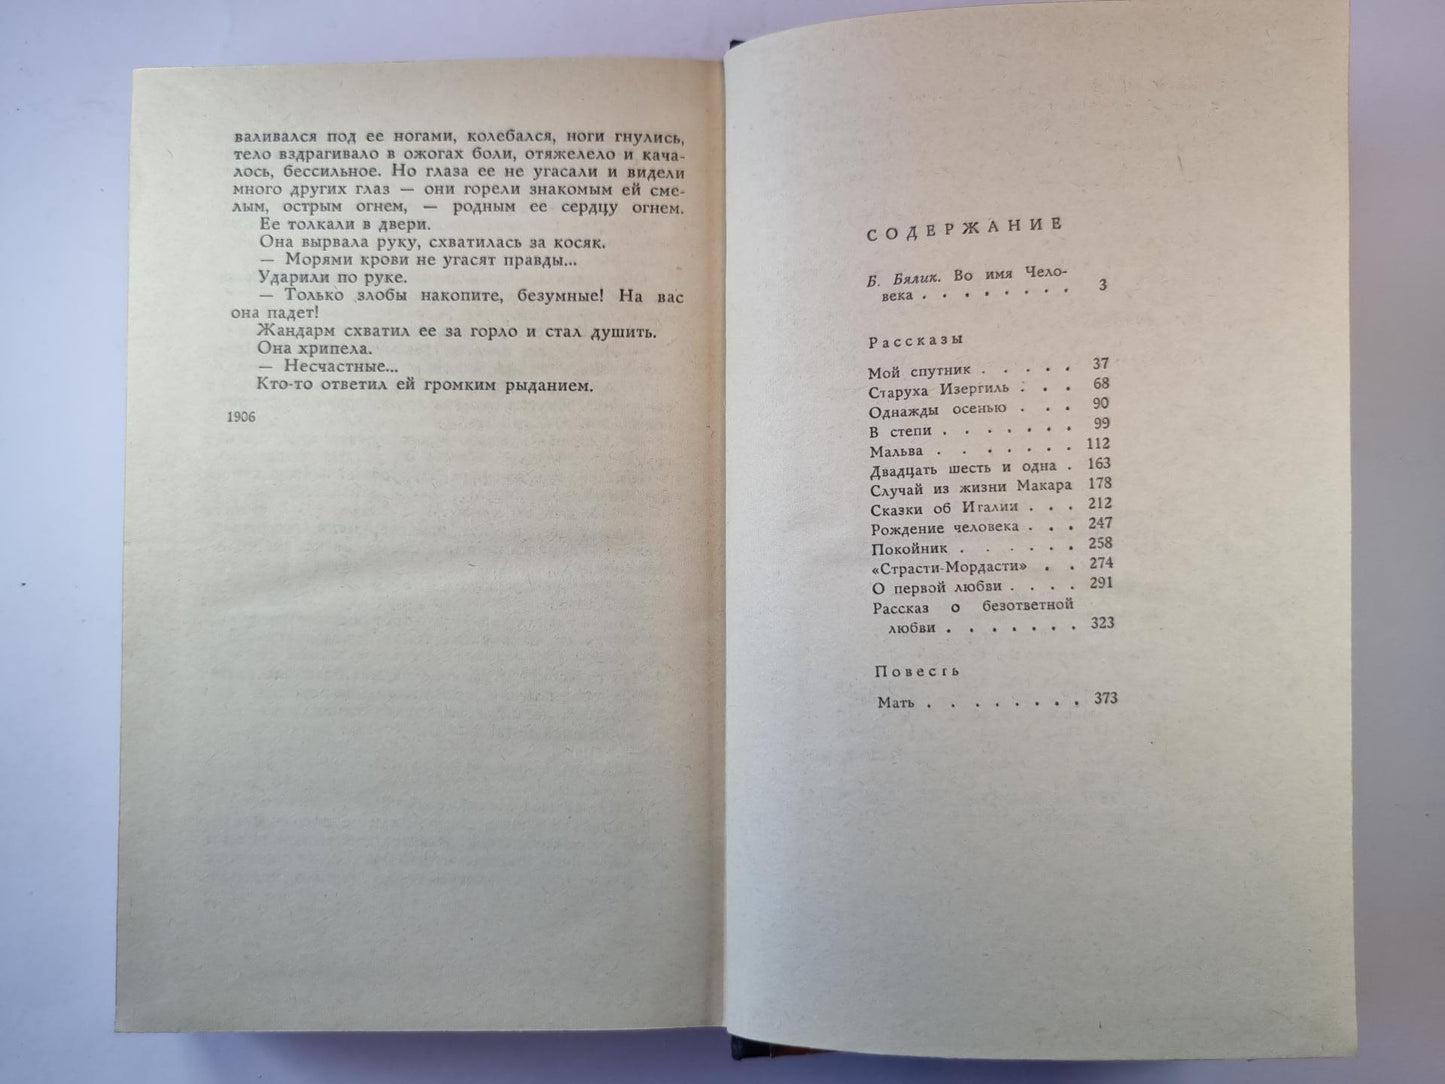 валивался под ее ногами, колебался, ноги гнулись,
тело вздрагивало в ожогах боли, отяжелело и кача-
лось, бессильное. Но глаза ее не угасали и видели
много других глаз — они горели знакомым ей сме-
лым, острым огнем, — родным ее сердцу огнем.
Ее толкали в двери.
Она вырвала руку, схватилась за косяк.
— Морями крови не угасят правды...
Ударили по руке.
— Только злобы накопите, безумные! На вас
она падет!
Жандарм схватил ее за горло и стал душить.
Она хрипела.
— Несчастные...
Кто-то ответил ей громким рыданием.
1906
СОДЕРЖАНИЕ
Б. Бялик. Во имя Чело-
века . . . . . . . . 3
Рассказы
Мой спутник . . . . . 37
Старуха Изергиль . . . 68
Однажды осенью . . . 90
В степи . . . . . . . 99
Мальва . . . . . . . 112
Двадцать шесть и одна . 163
Случай из жизни Макара 178
Сказки об Италии . . . 212
Рождение человека . . . 247
Покойник . . . . . . 258
«Страсти-Мордасти» . . 274
О первой любви . . . . 291
Рассказ о безответной
любви . . . . . . . 323
Повесть
Мать . . . . . . . . 373